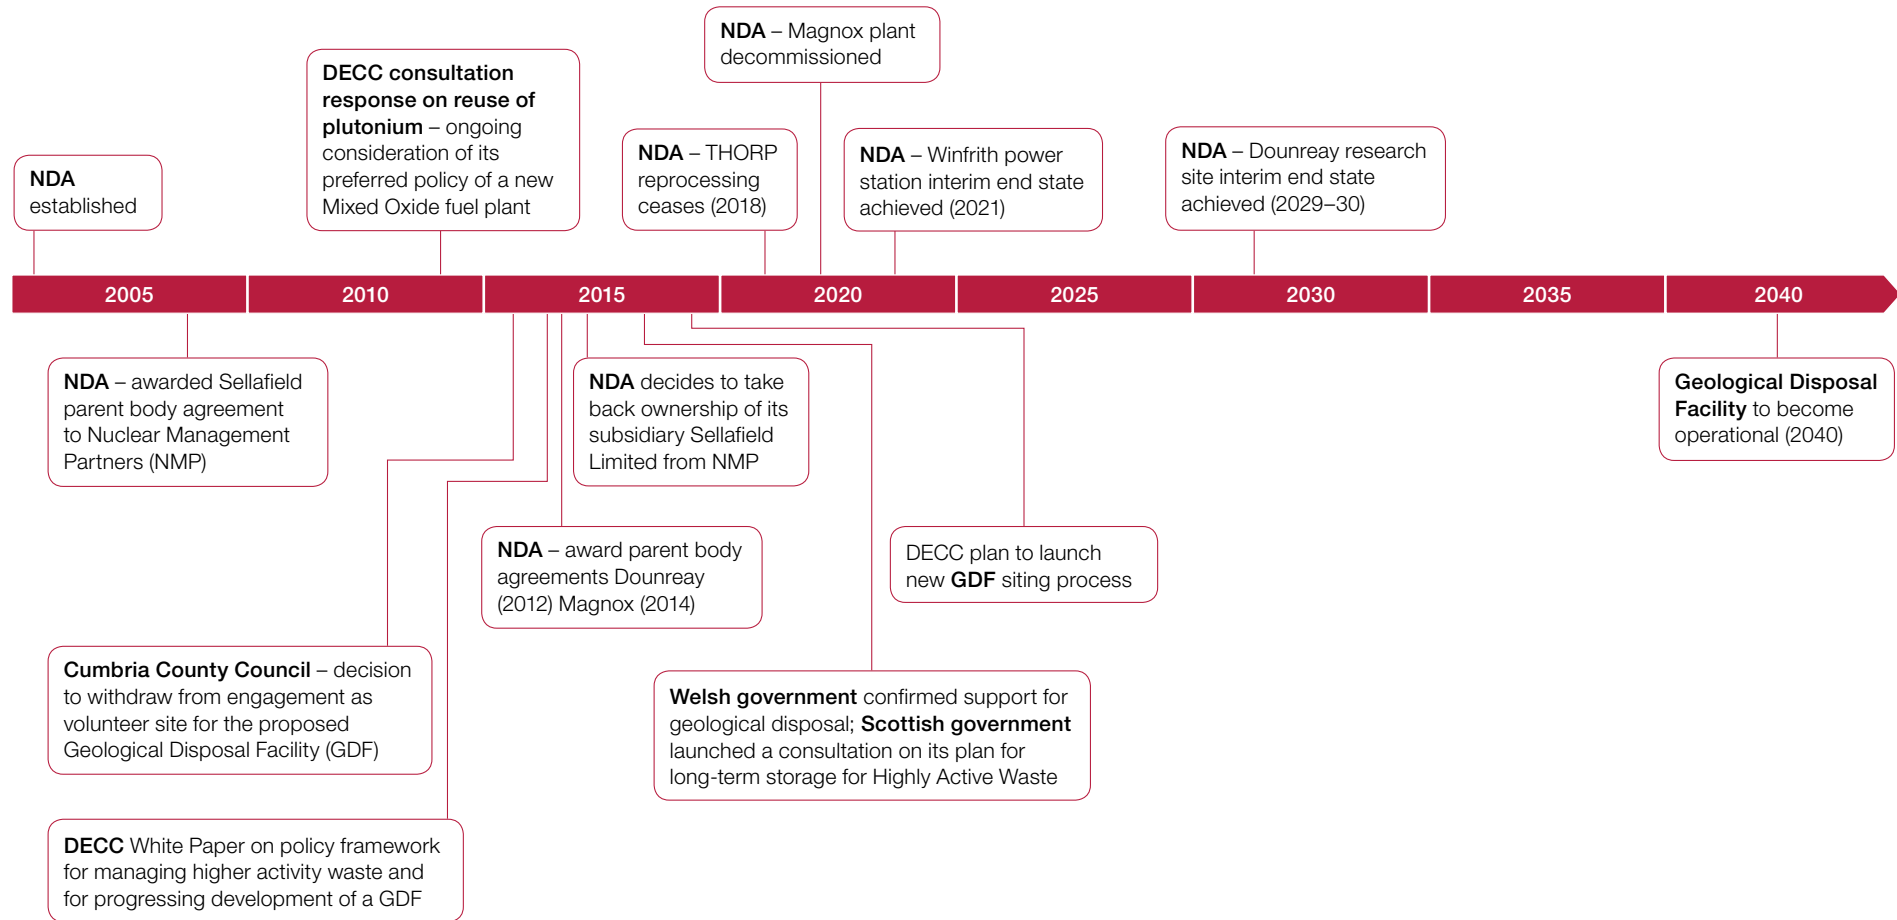 NDA – Magnox plant
decommissioned
DECC consultation
response on reuse of
plutonium – ongoing
consideration of its
preferred policy of a new
Mixed Oxide fuel plant
NDA – THORP
reprocessing
ceases (2018)
NDA – Winfrith power
station interim end state
achieved (2021)
NDA – Dounreay research
site interim end state
achieved (2029–30)
NDA
established
2005
2010
2015
2020
2025
2030
2035
2040
NDA – awarded Sellafield
parent body agreement
to Nuclear Management
Partners (NMP)
NDA decides to take
back ownership of its
subsidiary Sellafield
Limited from NMP
Geological Disposal
Facility to become
operational (2040)
NDA – award parent body
agreements Dounreay
(2012) Magnox (2014)
DECC plan to launch
new GDF siting process
Cumbria County Council – decision
to withdraw from engagement as
volunteer site for the proposed
Geological Disposal Facility (GDF)
Welsh government confirmed support for
geological disposal; Scottish government
launched a consultation on its plan for
long-term storage for Highly Active Waste
DECC White Paper on policy framework
for managing higher activity waste and
for progressing development of a GDF